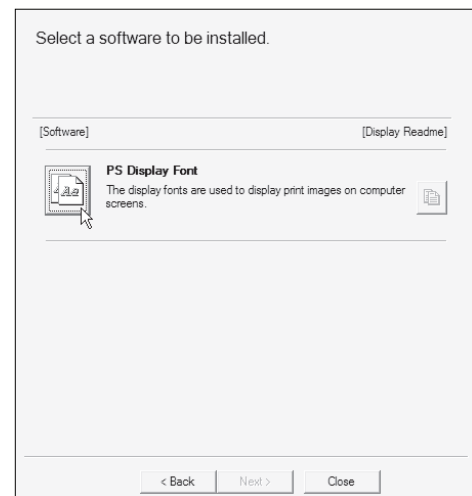 Select a software to be installed.
[Software] [Display Readme]
PS Display Font
The display fonts are used to display print images on computer
screens.
Aa
< Back Next > Close